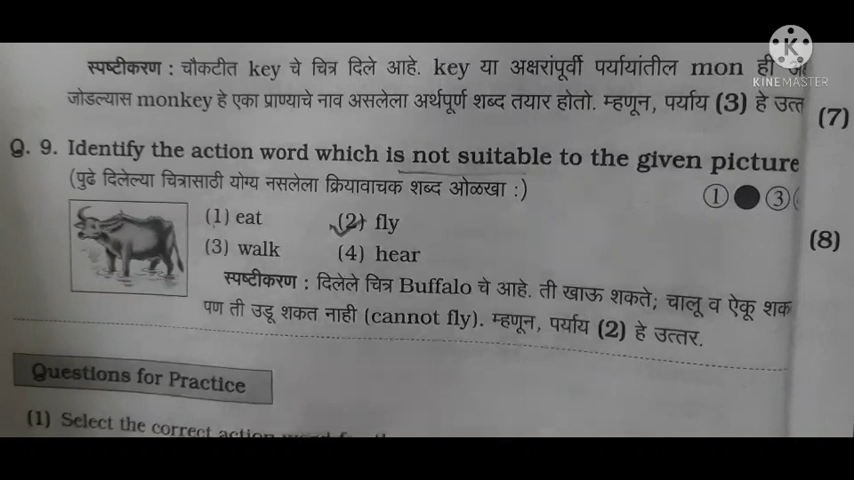 स्पष्टीकरण : चौकटीत key चे चित्र दिले आहे. key या अक्षरांपूर्वी पर्यायांतील mon ही
जोडल्यास monkey हे एका प्राण्याचे नाव असलेला अर्थपूर्ण शब्द तयार होतो. म्हणून, पर्याय (3) हे उत्त
(7)
Q. 9. Identify the action word which is not suitable to the given picture
(पुढे दिलेल्या चित्रासाठी योग्य नसलेला क्रियावाचक शब्द ओळखा :)
① ③
(1) eat (2) fly
(3) walk (4) hear
(8)
स्पष्टीकरण : दिलेले चित्र Buffalo चे आहे. ती खाऊ शकते; चालू व ऐकू शक
पण ती उडू शकत नाही (cannot fly). म्हणून, पर्याय (2) हे उत्तर.
Questions for Practice
(1) Select the correct action
K
KINEMASTER